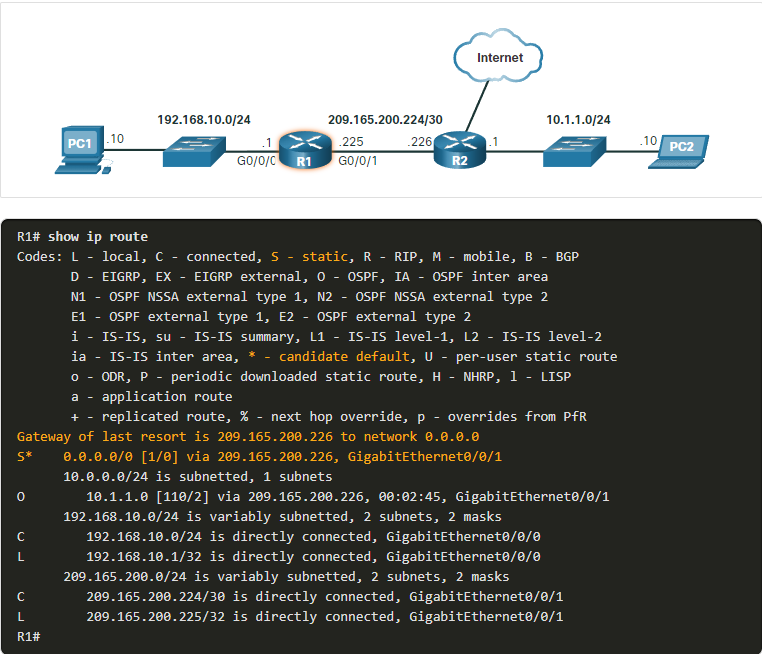 Internet
192.168.10.0/24
209.165.200.224/30
10.1.1.0/24
PC1
.10
.1
G0/0/0
R1
.225
G0/0/1
.226
R2
.1
.10
PC2
R1# show ip route
Codes: L - local, C - connected, S - static, R - RIP, M - mobile, B - BGP
D - EIGRP, EX - EIGRP external, O - OSPF, IA - OSPF inter area
N1 - OSPF NSSA external type 1, N2 - OSPF NSSA external type 2
E1 - OSPF external type 1, E2 - OSPF external type 2
i - IS-IS, su - IS-IS summary, L1 - IS-IS level-1, L2 - IS-IS level-2
ia - IS-IS inter area, * - candidate default, U - per-user static route
o - ODR, P - periodic downloaded static route, H - NHRP, l - LISP
a - application route
+ - replicated route, % - next hop override, p - overrides from PfR
Gateway of last resort is 209.165.200.226 to network 0.0.0.0
S* 0.0.0.0/0 [1/0] via 209.165.200.226, GigabitEthernet0/0/1
10.0.0.0/24 is subnetted, 1 subnets
O 10.1.1.0 [110/2] via 209.165.200.226, 00:02:45, GigabitEthernet0/0/1
192.168.10.0/24 is variably subnetted, 2 subnets, 2 masks
C 192.168.10.0/24 is directly connected, GigabitEthernet0/0/0
L 192.168.10.1/32 is directly connected, GigabitEthernet0/0/0
209.165.200.0/24 is variably subnetted, 2 subnets, 2 masks
C 209.165.200.224/30 is directly connected, GigabitEthernet0/0/1
L 209.165.200.225/32 is directly connected, GigabitEthernet0/0/1
R1#